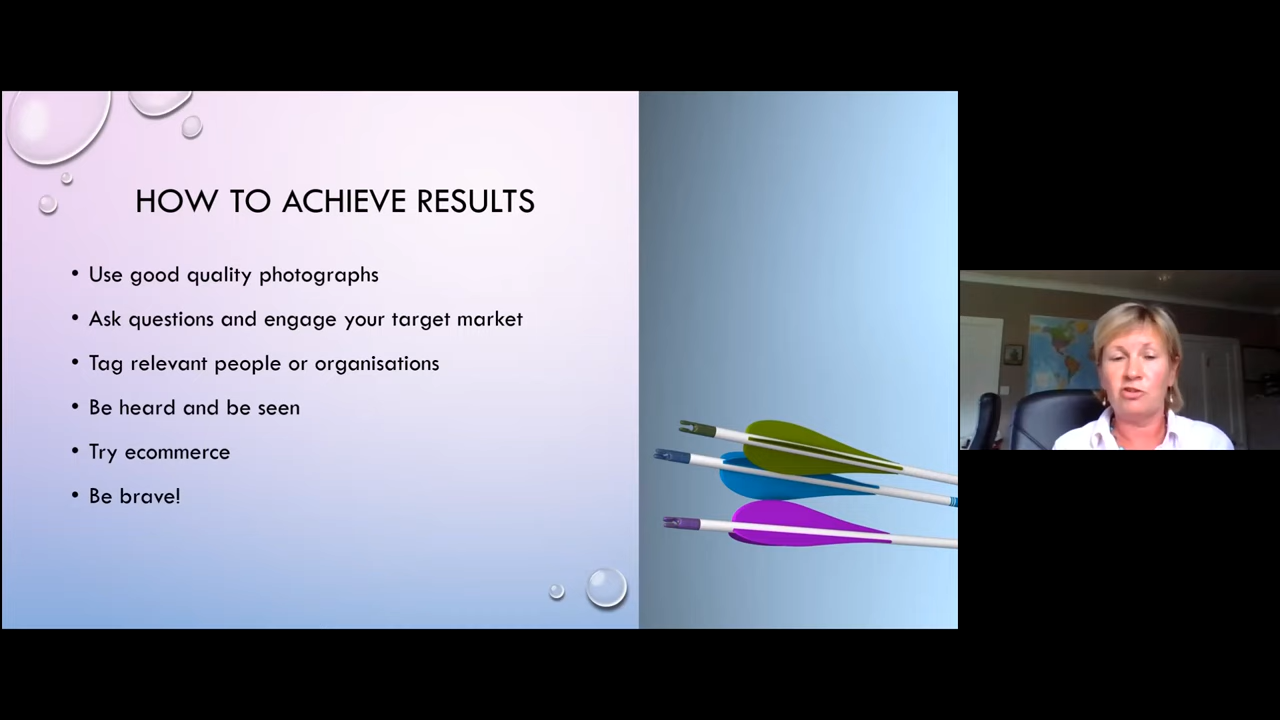 HOW TO ACHIEVE RESULTS
• Use good quality photographs
• Ask questions and engage your target market
• Tag relevant people or organisations
• Be heard and be seen
• Try ecommerce
• Be brave!